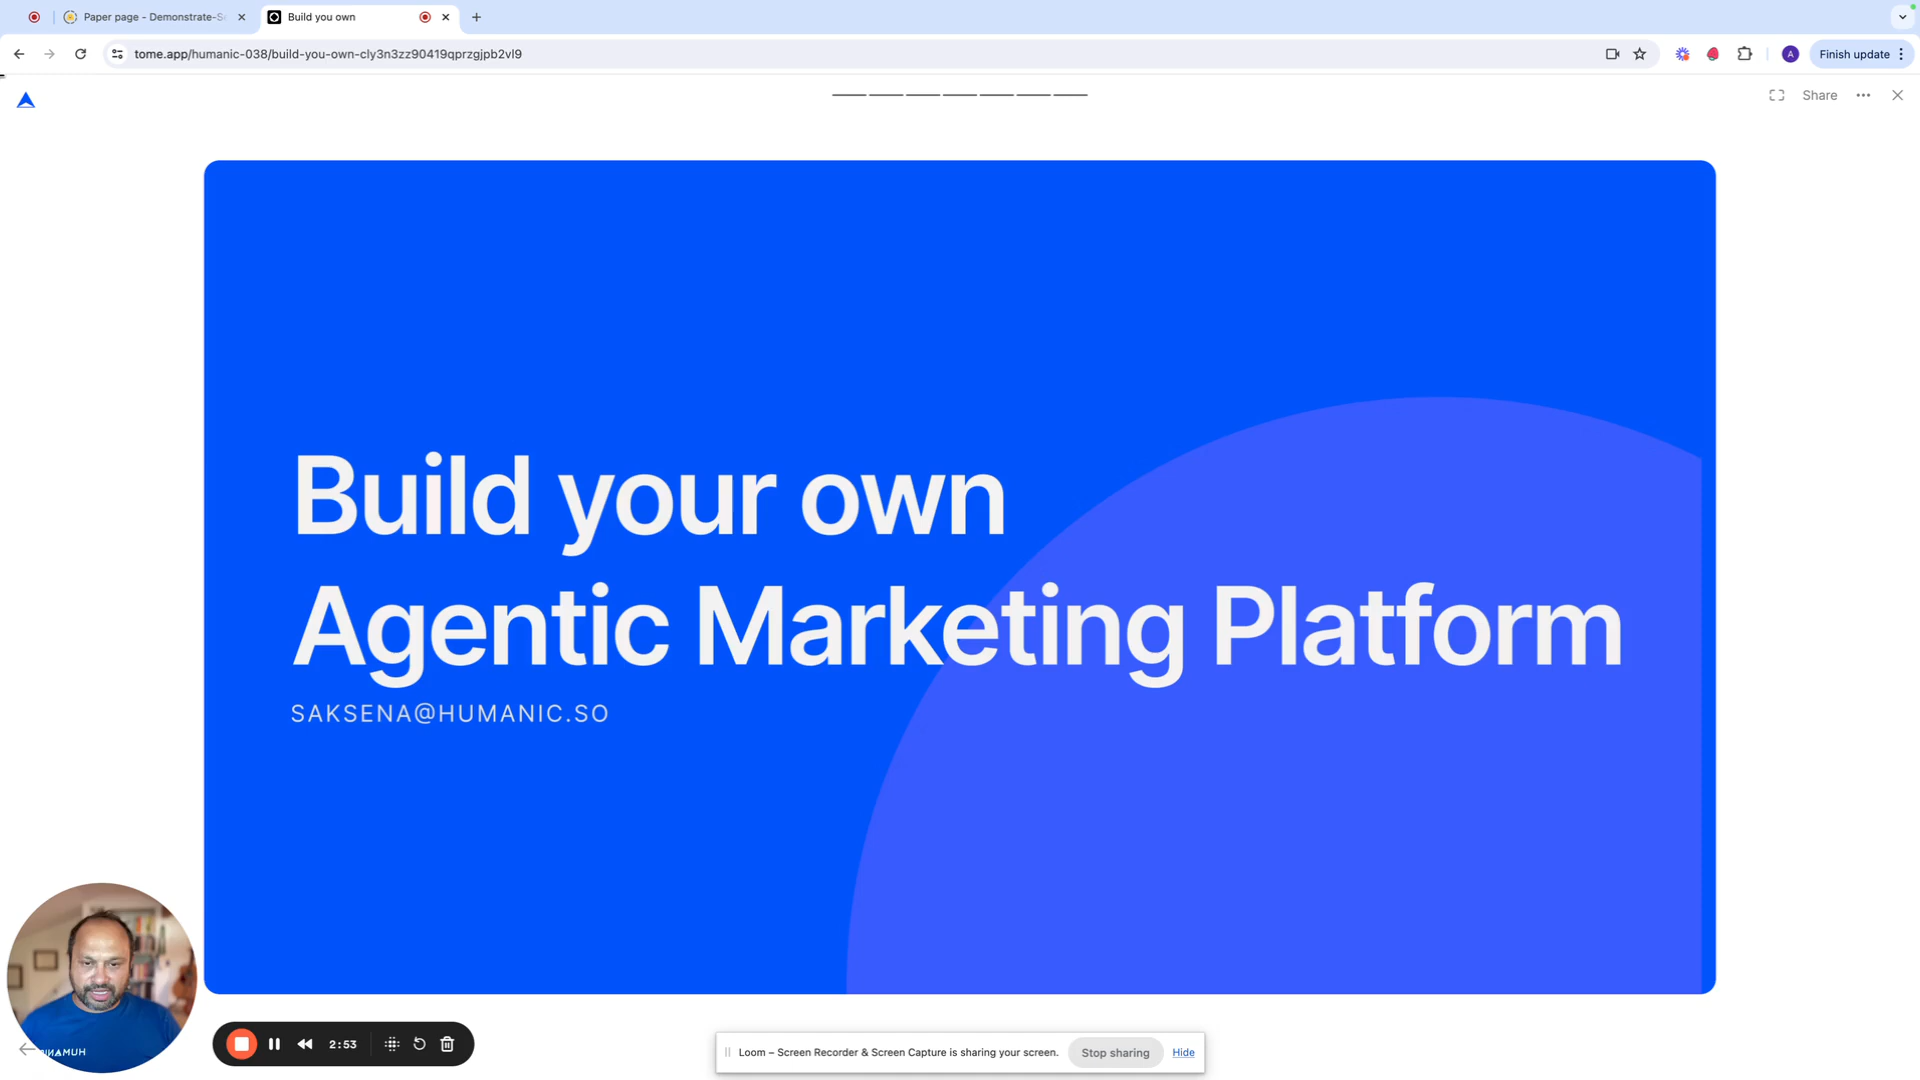 Paper page - Demonstrate-S
Build you own
tome.app/humanic-038/build-you-own-cly3n3zz90419qprzgjpb2vl9
A
Finish update
Share
Build your own
Agentic Marketing Platform
SAKSENA@HUMANIC.SO
HUMANIC
2:53
Loom – Screen Recorder & Screen Capture is sharing your screen.
Stop sharing
Hide